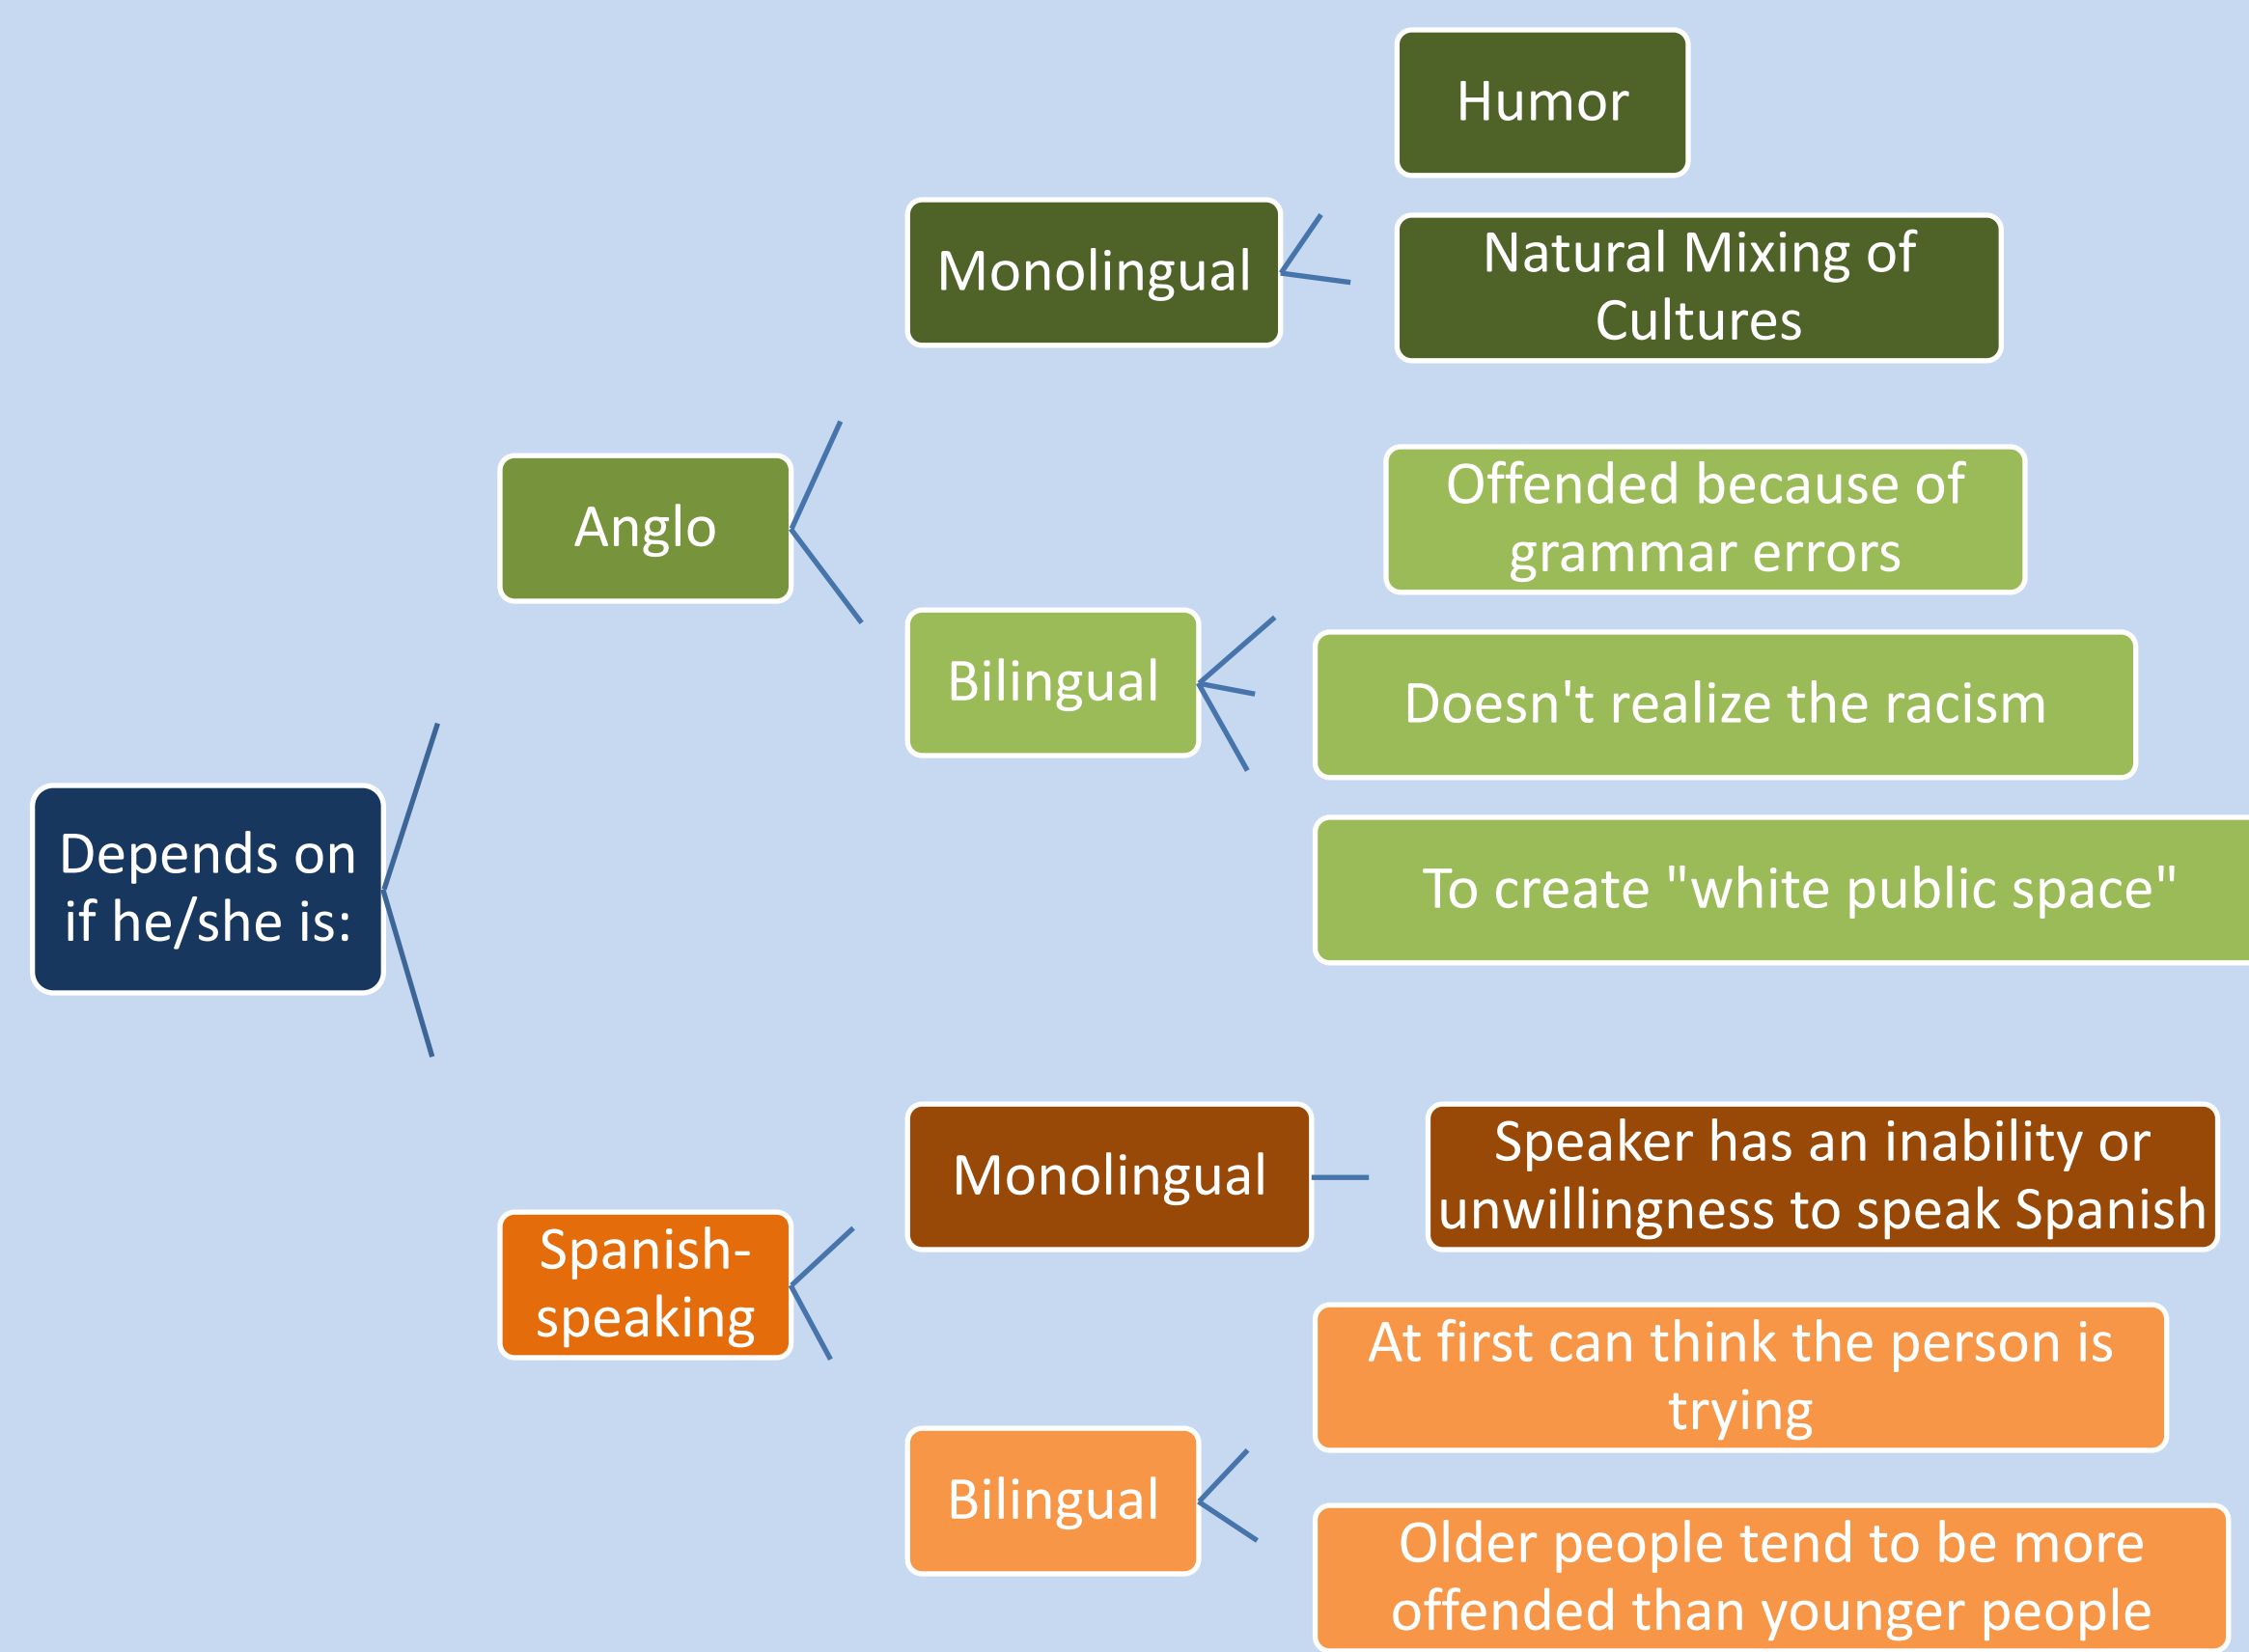 Humor
Monolingual
Natural Mixing of
Cultures
Anglo
Offended because of
grammar errors
Bilingual
Doesn't realize the racism
To create "white public space"
Depends on
if he/she is:
Monolingual
Speaker has an inability or
unwillingness to speak Spanish
Spanish-
speaking
At first can think the person is
trying
Bilingual
Older people tend to be more
offended than younger people